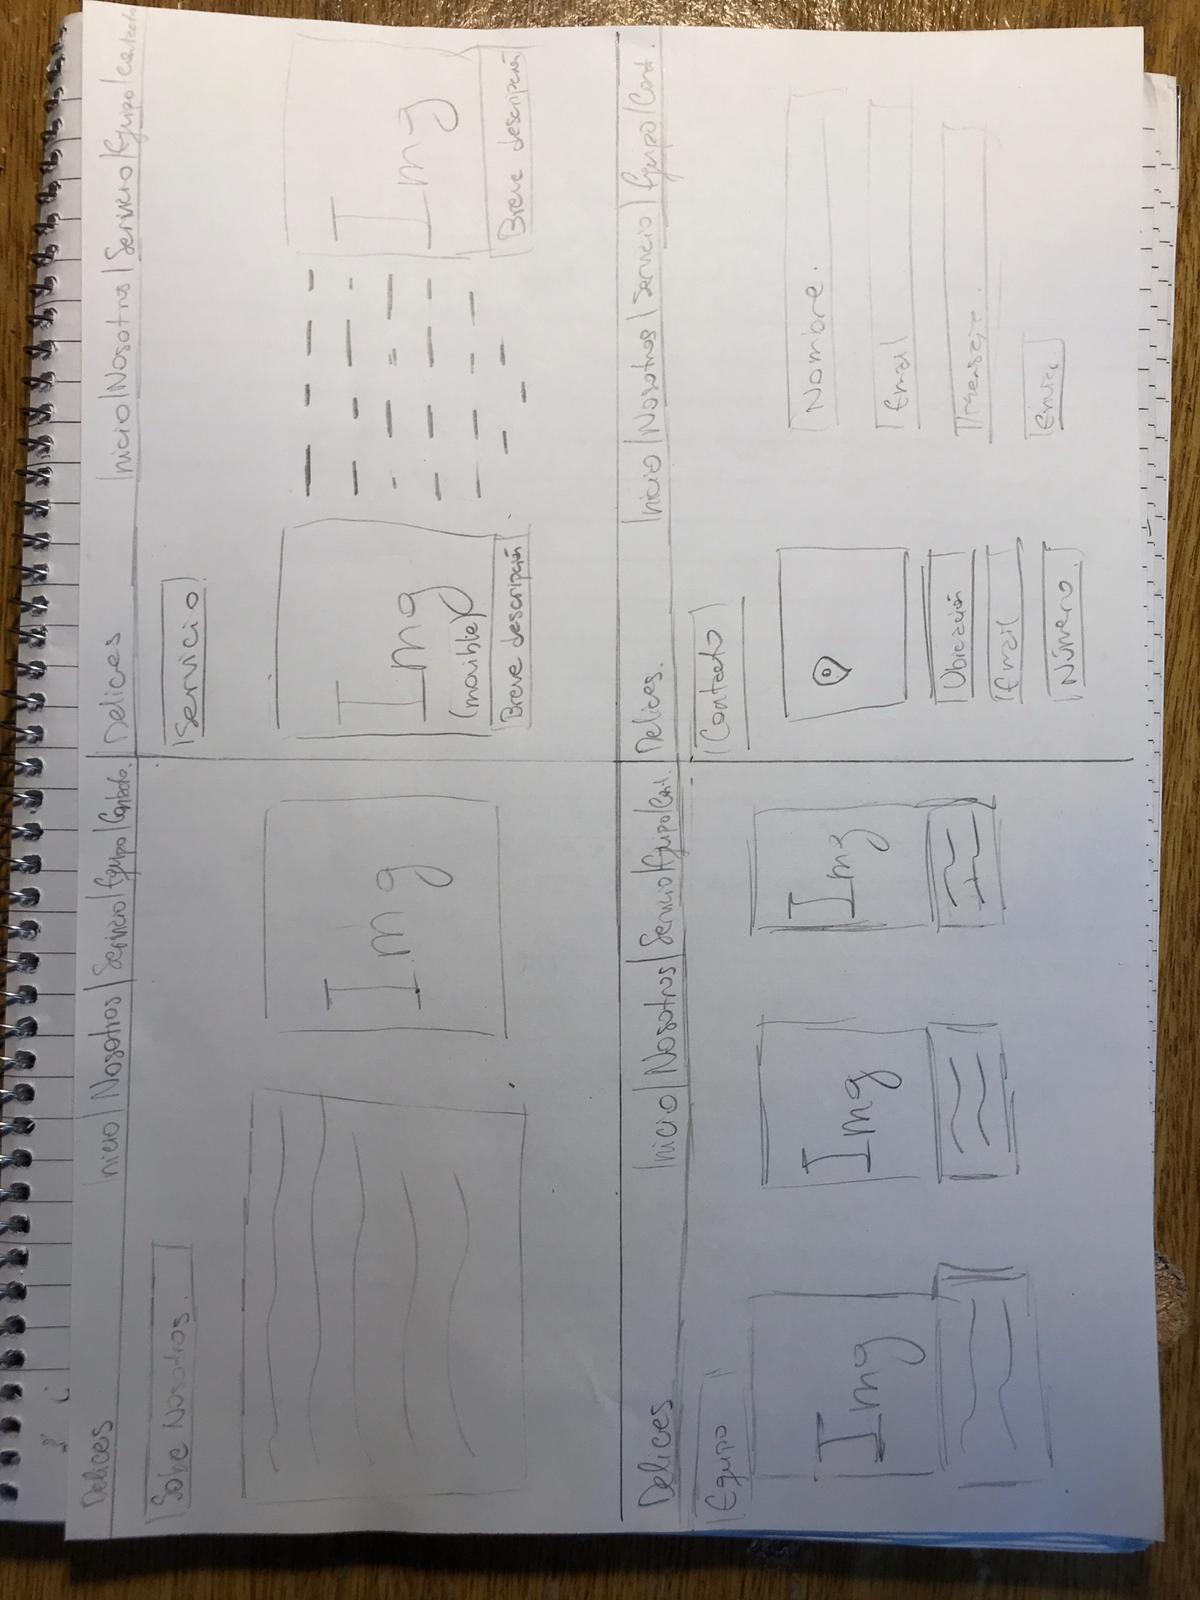 Delices
Inicio | Nosotros | Servicio | Equipo | Contacto.
Sobe Nosotros.
Img
Delices
Inicio | Nosotros | Servicio | Equipo | Contacto
Servicio
Img
(movible)
Breve descripción
Img
Breve descripción
Delices
Inicio | Nosotros | Servicio | Equipo | Cont.
Equipo
Img
Img
Img
Delices.
Inicio | Nosotros | Servicio | Equipo | Cont.
Contacto
Ubicación
Email
Número.
Nombre.
Email
Enviar